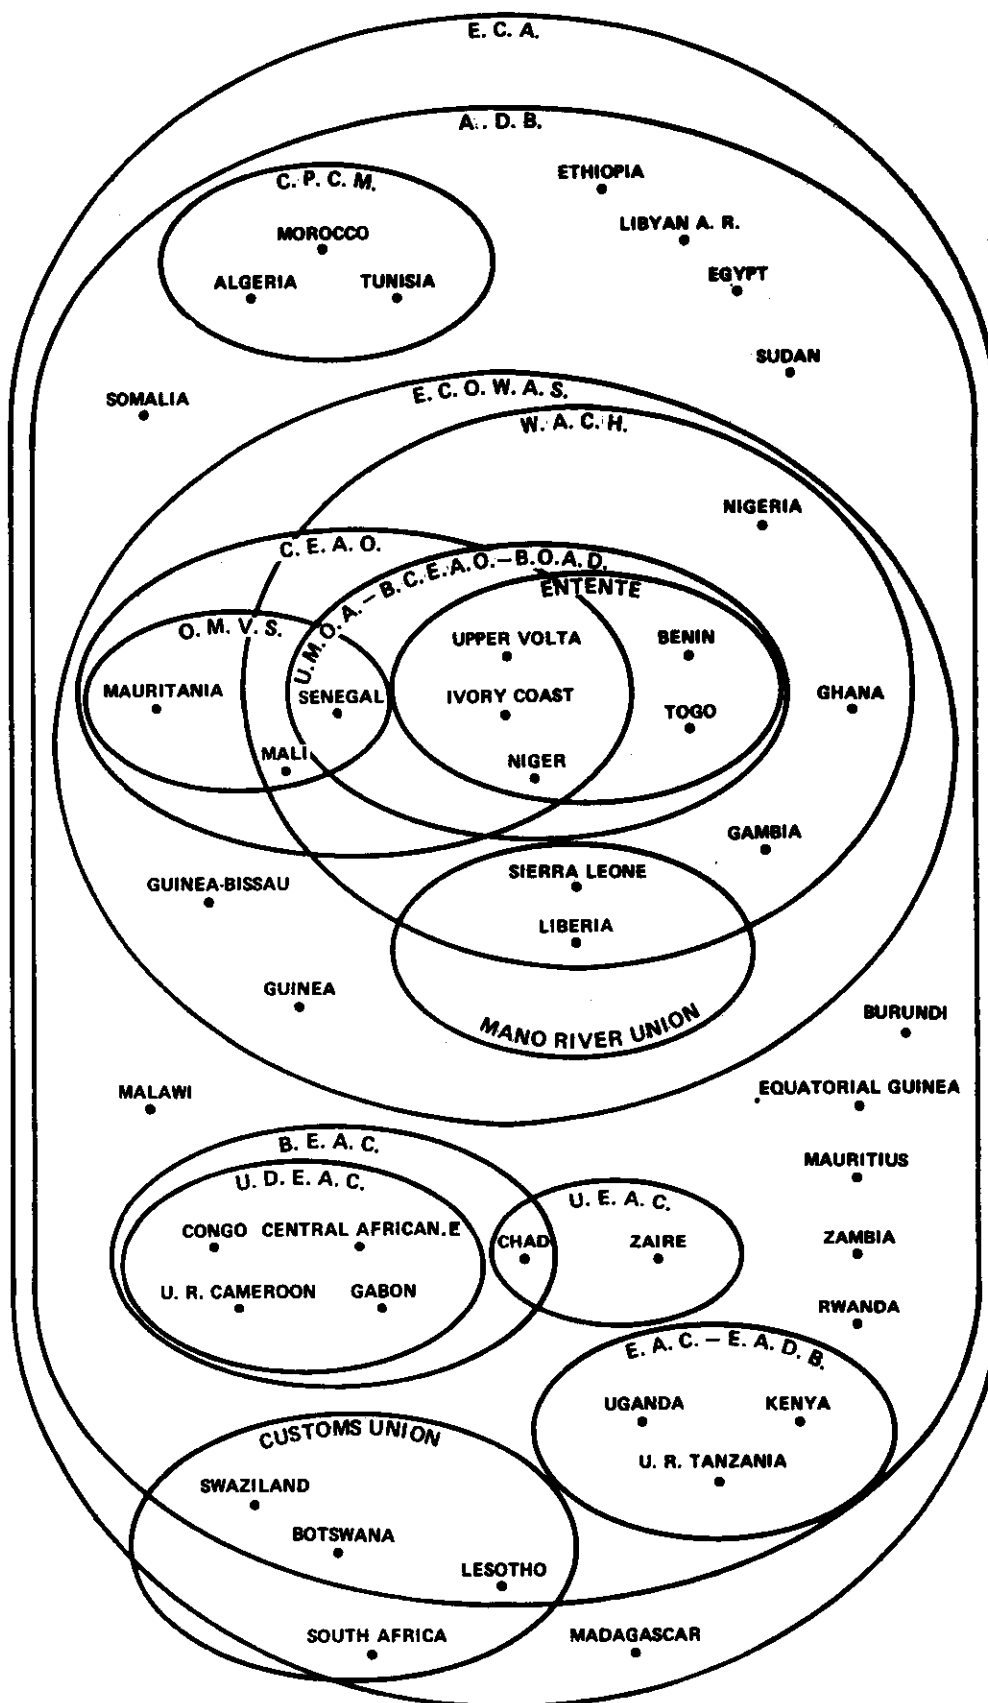 E. C. A.
A. D. B.
C. P. C. M.
ETHIOPIA
MOROCCO
LIBYAN A. R.
ALGERIA
TUNISIA
EGYPT
SUDAN
SOMALIA
E. C. O. W. A. S.
W. A. C. H.
NIGERIA
C. E. A. O.
U. M. O. A. – B. C. E. A. O. – B. O. A. D.
ENTENTE
O. M. V. S.
UPPER VOLTA
BENIN
MAURITANIA
SENEGAL
IVORY COAST
GHANA
TOGO
MALI
NIGER
GAMBIA
SIERRA LEONE
GUINEA-BISSAU
LIBERIA
GUINEA
MANO RIVER UNION
BURUNDI
MALAWI
EQUATORIAL GUINEA
B. E. A. C.
MAURITIUS
U. D. E. A. C.
U. E. A. C.
CONGO
CENTRAL AFRICAN.E
CHAD
ZAIRE
ZAMBIA
U. R. CAMEROON
GABON
RWANDA
E. A. C. – E. A. D. B.
UGANDA
KENYA
CUSTOMS UNION
U. R. TANZANIA
SWAZILAND
BOTSWANA
LESOTHO
SOUTH AFRICA
MADAGASCAR